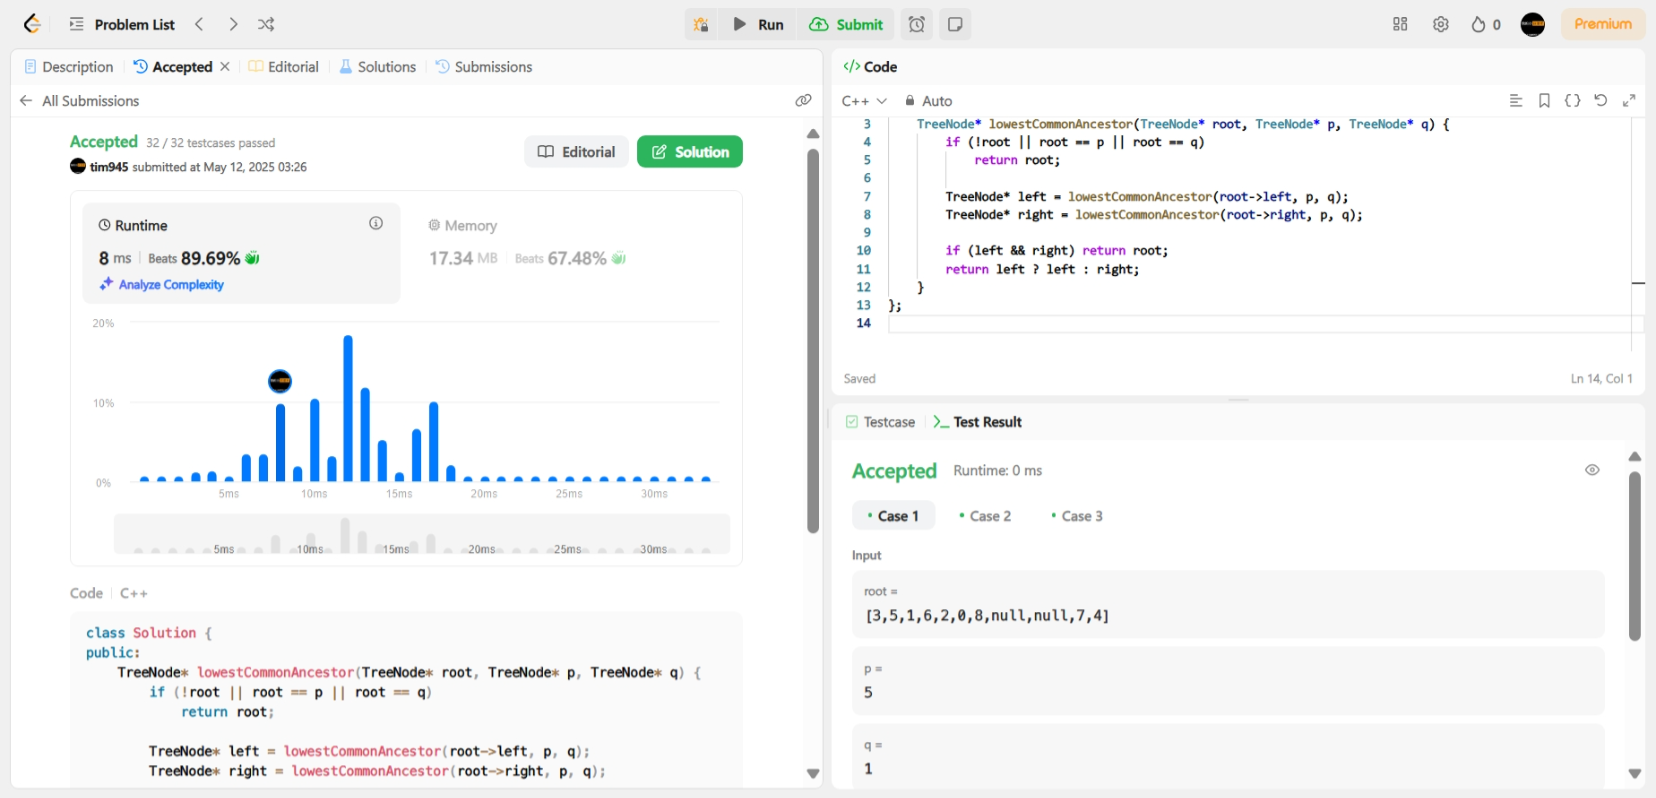 Problem List
Run
Submit
0
Premium
Description
Accepted
Editorial
Solutions
Submissions
All Submissions
Accepted 32 / 32 testcases passed
tim945 submitted at May 12, 2025 03:26
Editorial
Solution
Runtime
8 ms | Beats 89.69%
Analyze Complexity
Memory
17.34 MB | Beats 67.48%
20%
10%
0%
5ms 10ms 15ms 20ms 25ms 30ms
5ms 10ms 15ms 20ms 25ms 30ms
Code | C++
class Solution {
public:
    TreeNode* lowestCommonAncestor(TreeNode* root, TreeNode* p, TreeNode* q) {
        if (!root || root == p || root == q)
            return root;
        TreeNode* left = lowestCommonAncestor(root->left, p, q);
        TreeNode* right = lowestCommonAncestor(root->right, p, q);
</> Code
C++ Auto
3     TreeNode* lowestCommonAncestor(TreeNode* root, TreeNode* p, TreeNode* q) {
4         if (!root || root == p || root == q)
5             return root;
6
7         TreeNode* left = lowestCommonAncestor(root->left, p, q);
8         TreeNode* right = lowestCommonAncestor(root->right, p, q);
9
10         if (left && right) return root;
11         return left ? left : right;
12     }
13 };
14
Saved
Ln 14, Col 1
Testcase
Test Result
Accepted Runtime: 0 ms
Case 1
Case 2
Case 3
Input
root =
[3,5,1,6,2,0,8,null,null,7,4]
p =
5
q =
1